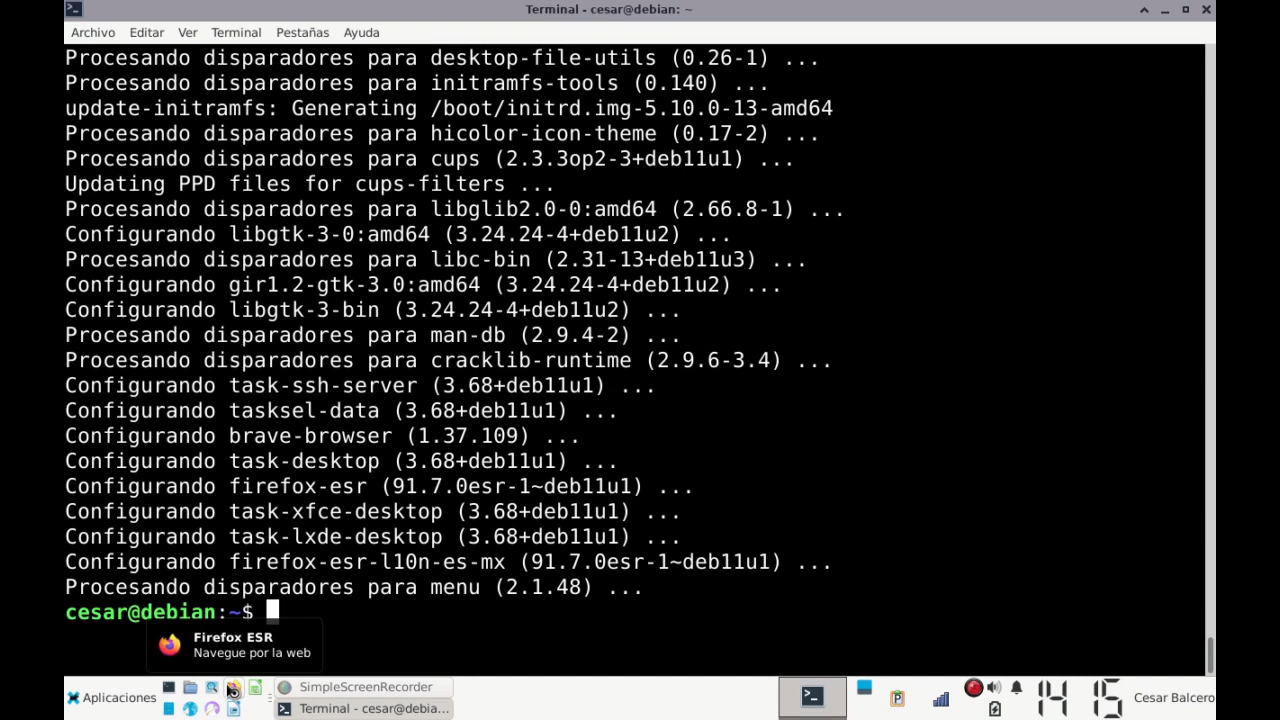 Terminal - cesar@debian: ~
Archivo Editar Ver Terminal Pestañas Ayuda
Procesando disparadores para desktop-file-utils (0.26-1) ...
Procesando disparadores para initramfs-tools (0.140) ...
update-initramfs: Generating /boot/initrd.img-5.10.0-13-amd64
Procesando disparadores para hicolor-icon-theme (0.17-2) ...
Procesando disparadores para cups (2.3.3op2-3+deb11u1) ...
Updating PPD files for cups-filters ...
Procesando disparadores para libglib2.0-0:amd64 (2.66.8-1) ...
Configurando libgtk-3-0:amd64 (3.24.24-4+deb11u2) ...
Procesando disparadores para libc-bin (2.31-13+deb11u3) ...
Configurando gir1.2-gtk-3.0:amd64 (3.24.24-4+deb11u2) ...
Configurando libgtk-3-bin (3.24.24-4+deb11u2) ...
Procesando disparadores para man-db (2.9.4-2) ...
Procesando disparadores para cracklib-runtime (2.9.6-3.4) ...
Configurando task-ssh-server (3.68+deb11u1) ...
Configurando tasksel-data (3.68+deb11u1) ...
Configurando brave-browser (1.37.109) ...
Configurando task-desktop (3.68+deb11u1) ...
Configurando firefox-esr (91.7.0esr-1~deb11u1) ...
Configurando task-xfce-desktop (3.68+deb11u1) ...
Configurando task-lxde-desktop (3.68+deb11u1) ...
Configurando firefox-esr-l10n-es-mx (91.7.0esr-1~deb11u1) ...
Procesando disparadores para menu (2.1.48) ...
cesar@debian:~$
Firefox ESR
Navegue por la web
Aplicaciones
SimpleScreenRecorder
Terminal - cesar@debia...
14 15
Cesar Balcero